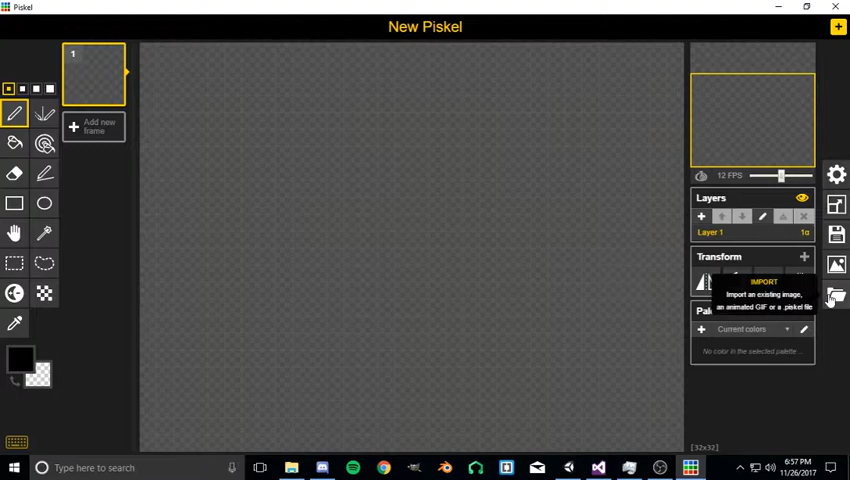 Piskel
New Piskel
1
Add new
frame
12 FPS
Layers
Layer 1
1α
Transform
IMPORT
Import an existing image,
an animated GIF or a .piskel file
Current colors
No color in the selected palette ...
[32x32]
Type here to search
6:57 PM
11/26/2017